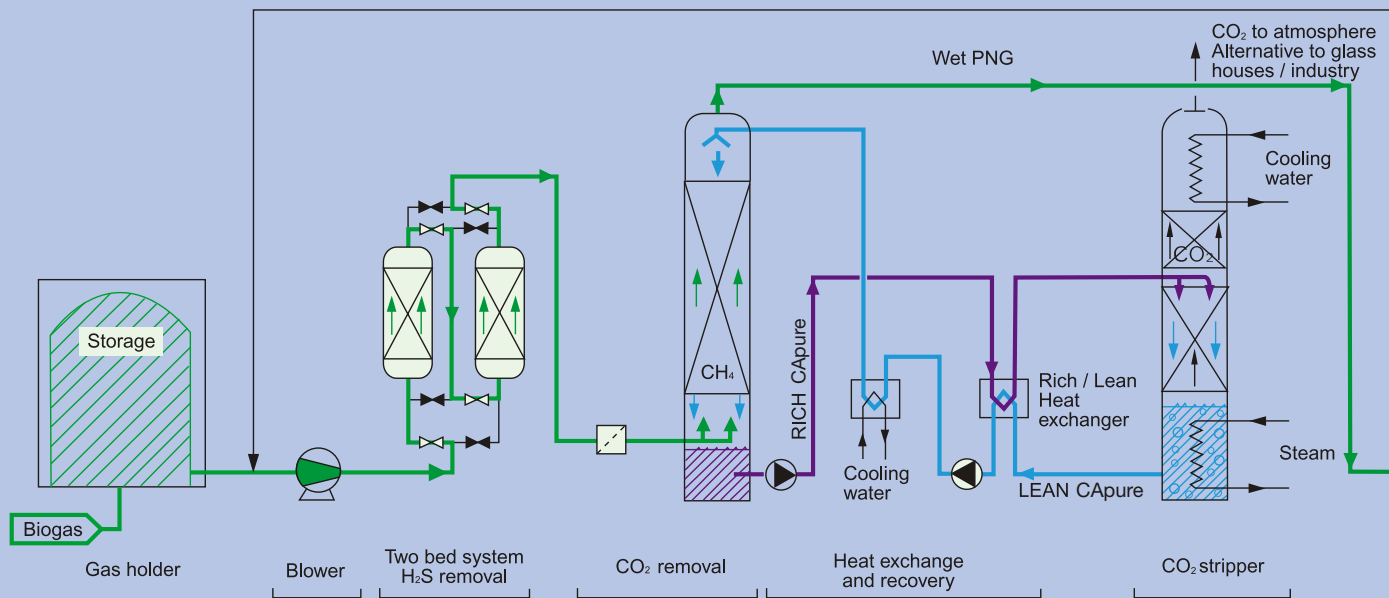 CO₂ to atmosphere
Alternative to glass
houses / industry
Wet PNG
Cooling
water
CO₂
Storage
CH₄
RICH CApure
Rich / Lean
Heat
exchanger
Cooling
water
LEAN CApure
Steam
Biogas
Gas holder
Blower
Two bed system
H₂S removal
CO₂ removal
Heat exchange
and recovery
CO₂ stripper